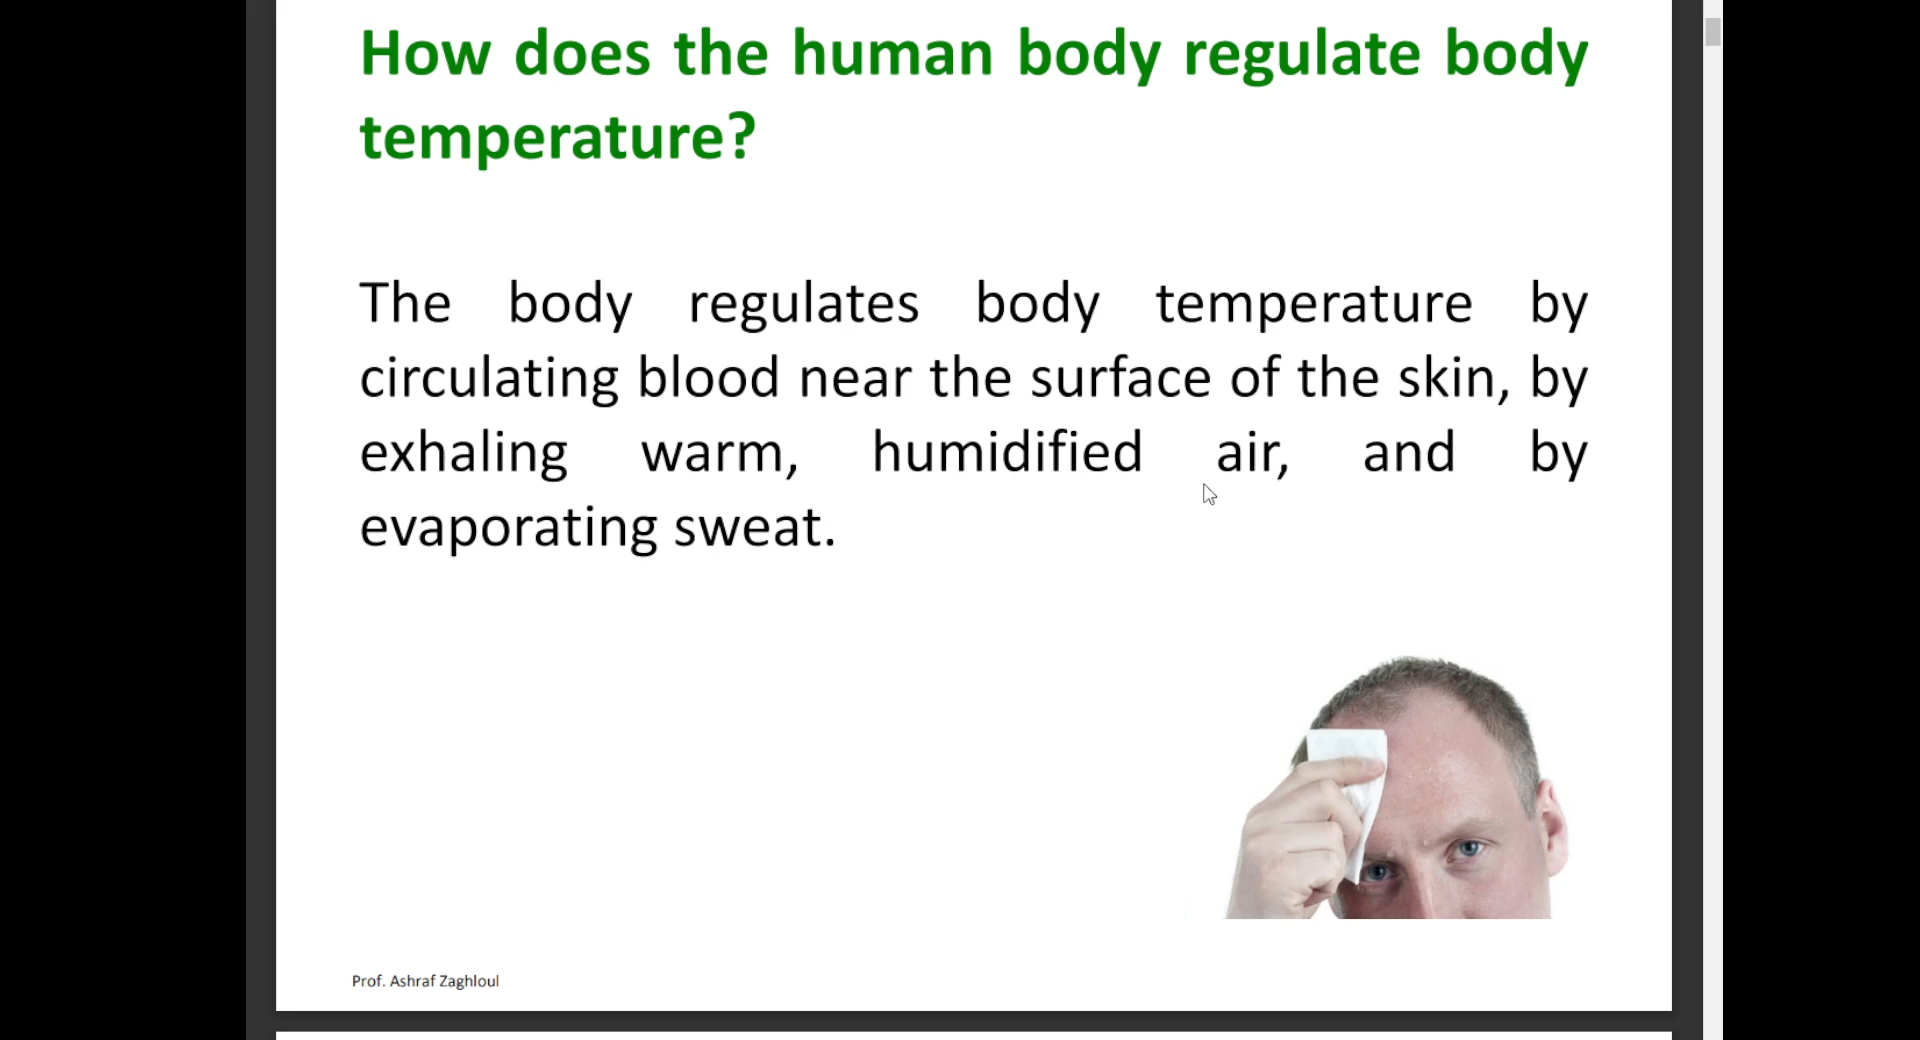 How does the human body regulate body
temperature?
The body regulates body temperature by
circulating blood near the surface of the skin, by
exhaling warm, humidified air, and by
evaporating sweat.
Prof. Ashraf Zaghloul